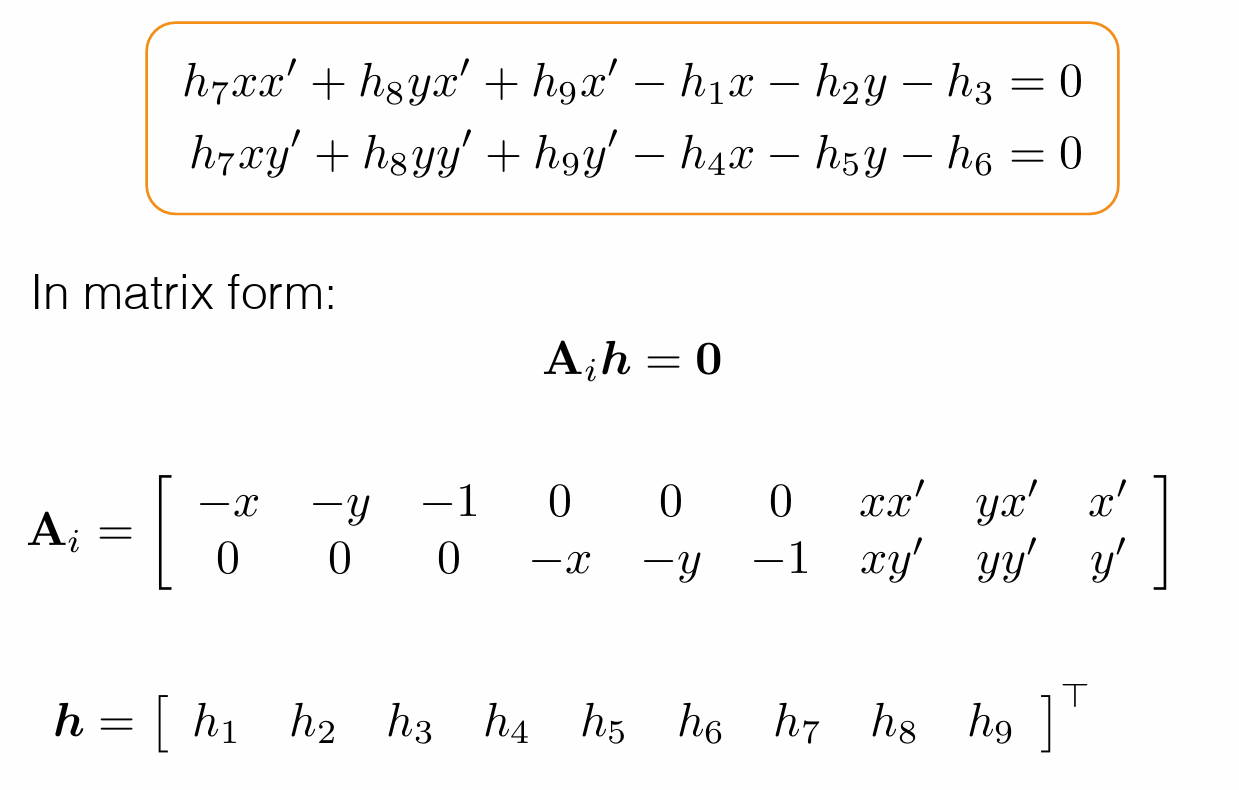 h₇xx′ + h₈yx′ + h₉x′ − h₁x − h₂y − h₃ = 0
h₇xy′ + h₈yy′ + h₉y′ − h₄x − h₅y − h₆ = 0
In matrix form:
𝐀ᵢ𝒉 = 𝟎
𝐀ᵢ = [ −x −y −1 0 0 0 xx′ yx′ x′
0 0 0 −x −y −1 xy′ yy′ y′ ]
𝒉 = [ h₁ h₂ h₃ h₄ h₅ h₆ h₇ h₈ h₉ ]⊤